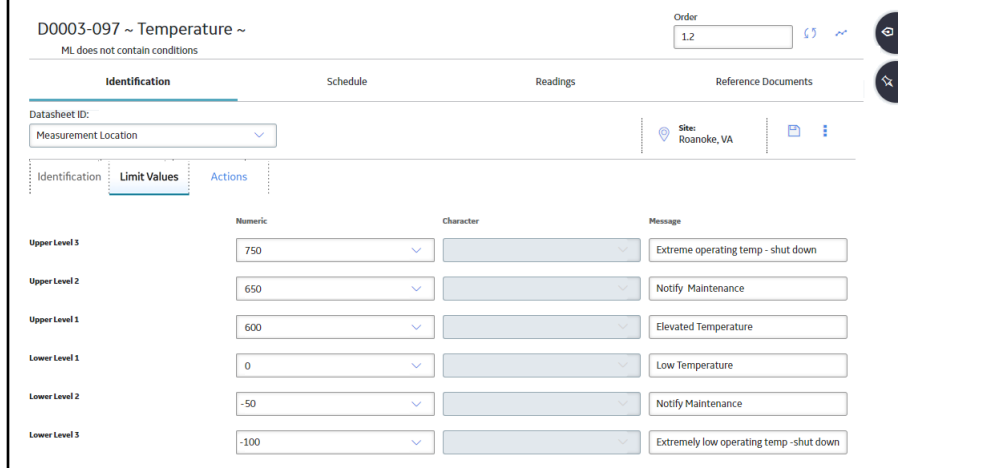 D0003-097 ~ Temperature ~
ML does not contain conditions
Order
1.2
Identification Schedule Readings Reference Documents
Datasheet ID:
Measurement Location
Site:
Roanoke, VA
Identification Limit Values Actions
Numeric Character Message
Upper Level 3 750 Extreme operating temp - shut down
Upper Level 2 650 Notify Maintenance
Upper Level 1 600 Elevated Temperature
Lower Level 1 0 Low Temperature
Lower Level 2 -50 Notify Maintenance
Lower Level 3 -100 Extremely low operating temp -shut down